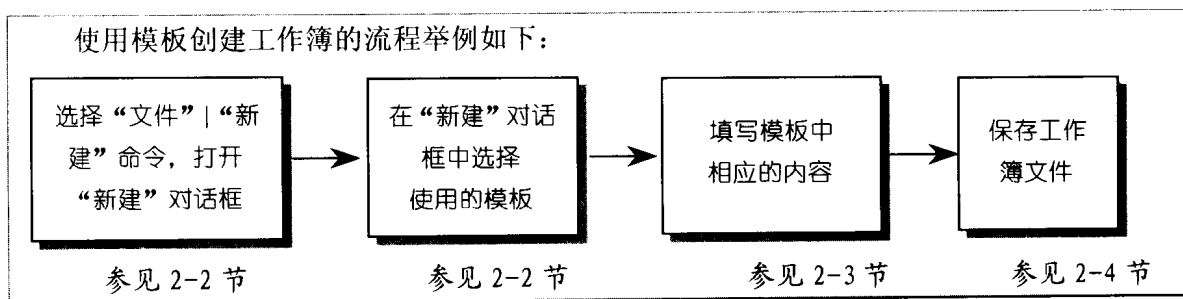 使用模板创建工作簿的流程举例如下：
选择“文件”|“新
建”命令，打开
“新建”对话框
在“新建”对话
框中选择
使用的模板
填写模板中
相应的内容
保存工作
簿文件
参见 2-2 节
参见 2-2 节
参见 2-3 节
参见 2-4 节